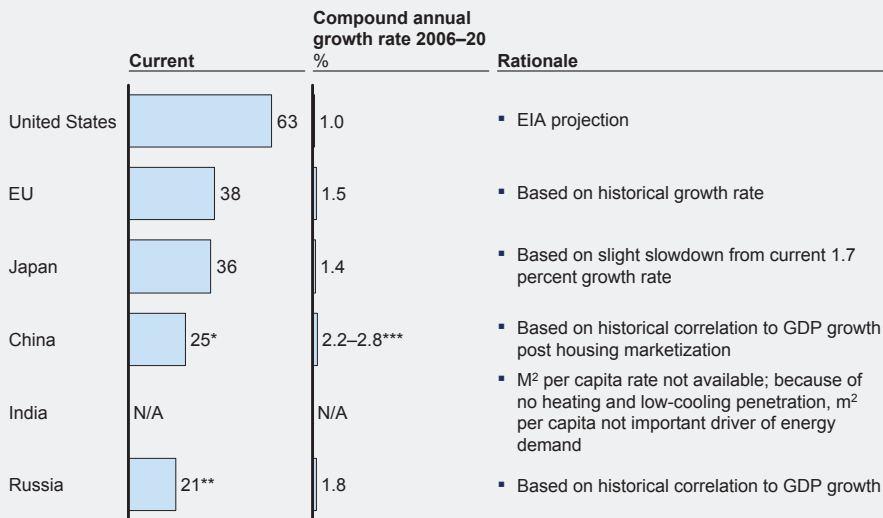 Compound annual
growth rate 2006–20
Current
%
Rationale
United States
63
1.0
▪ EIA projection
EU
38
1.5
▪ Based on historical growth rate
Japan
36
1.4
▪ Based on slight slowdown from current 1.7
percent growth rate
China
25*
2.2–2.8***
▪ Based on historical correlation to GDP growth
post housing marketization
India
N/A
N/A
▪ M² per capita rate not available; because of
no heating and low-cooling penetration, m²
per capita not important driver of energy
demand
Russia
21**
1.8
▪ Based on historical correlation to GDP growth